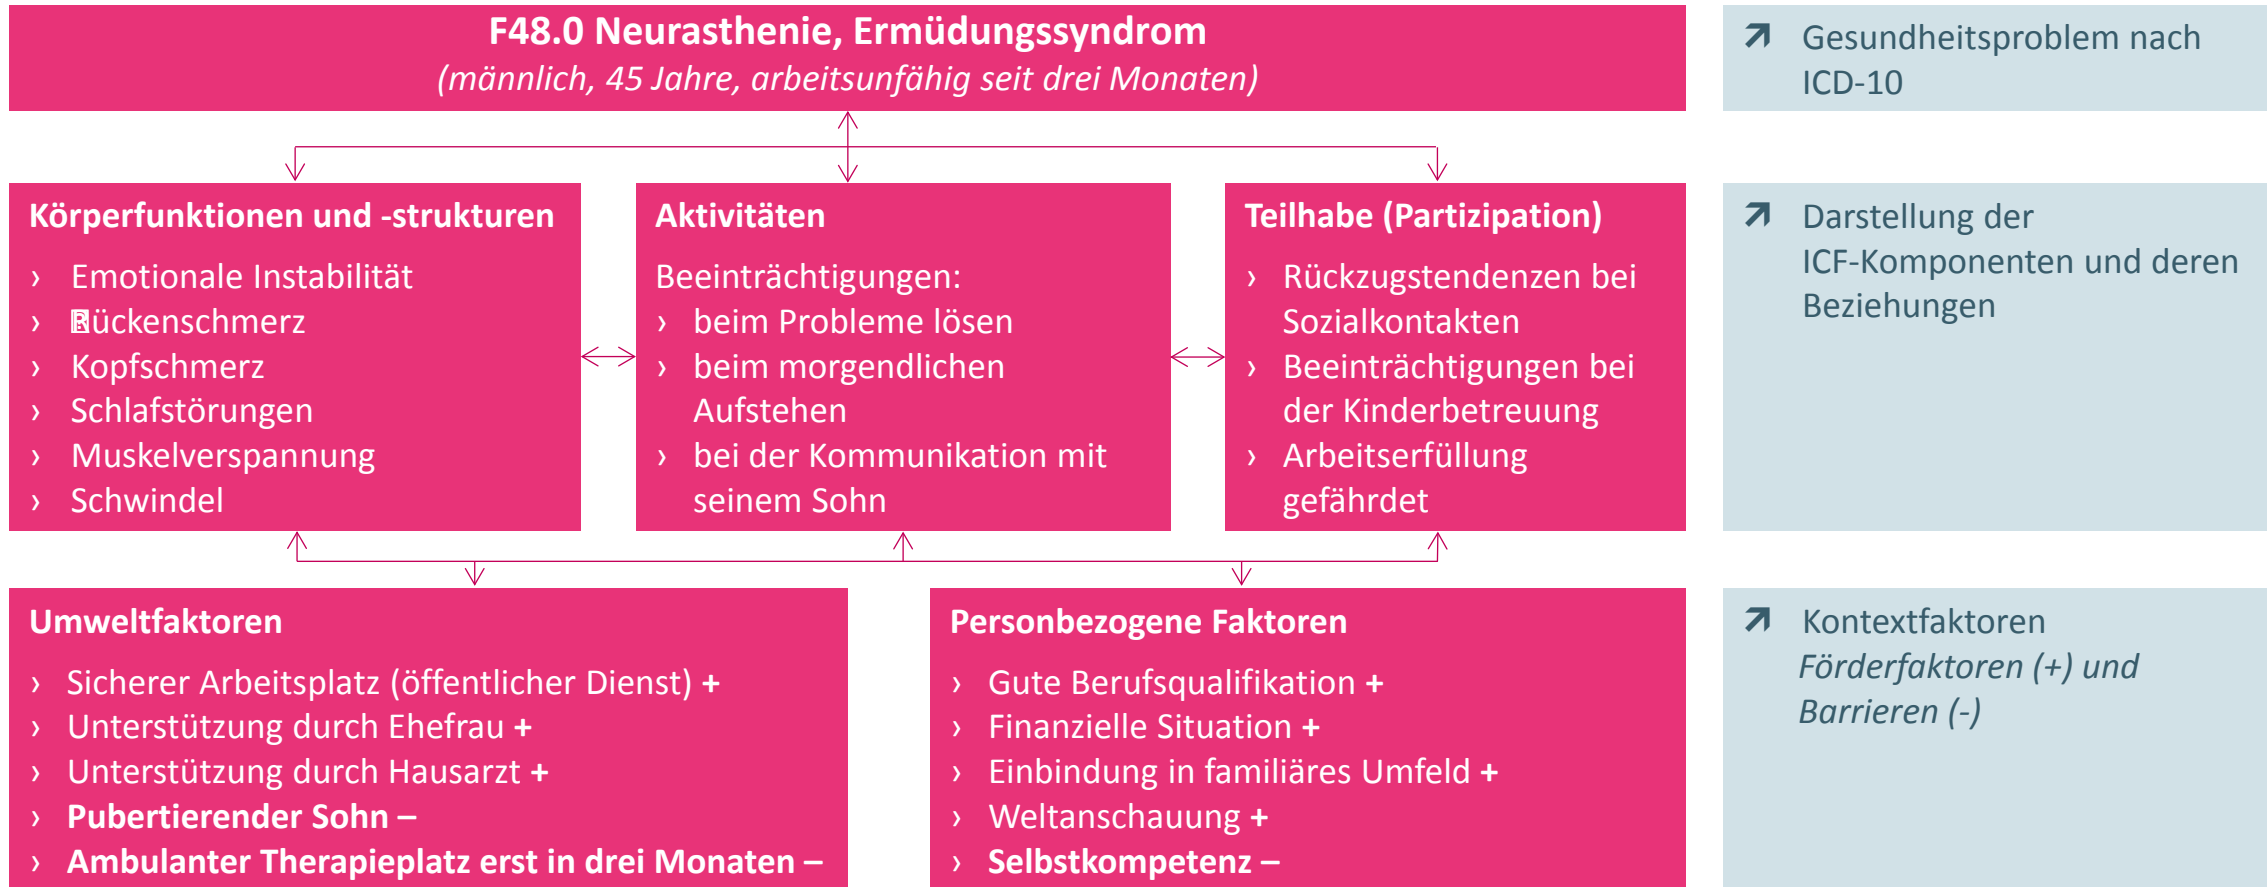 F48.0 Neurasthenie, Ermüdungssyndrom
(männlich, 45 Jahre, arbeitsunfähig seit drei Monaten)
Gesundheitsproblem nach
ICD-10
Körperfunktionen und -strukturen
› Emotionale Instabilität
› Rückenschmerz
› Kopfschmerz
› Schlafstörungen
› Muskelverspannung
› Schwindel
Aktivitäten
Beeinträchtigungen:
› beim Probleme lösen
› beim morgendlichen
Aufstehen
› bei der Kommunikation mit
seinem Sohn
Teilhabe (Partizipation)
› Rückzugstendenzen bei
Sozialkontakten
› Beeinträchtigungen bei
der Kinderbetreuung
› Arbeitserfüllung
gefährdet
Darstellung der
ICF-Komponenten und deren
Beziehungen
Umweltfaktoren
› Sicherer Arbeitsplatz (öffentlicher Dienst) +
› Unterstützung durch Ehefrau +
› Unterstützung durch Hausarzt +
› Pubertierender Sohn –
› Ambulanter Therapieplatz erst in drei Monaten –
Personbezogene Faktoren
› Gute Berufsqualifikation +
› Finanzielle Situation +
› Einbindung in familiäres Umfeld +
› Weltanschauung +
› Selbstkompetenz –
Kontextfaktoren
Förderfaktoren (+) und
Barrieren (-)